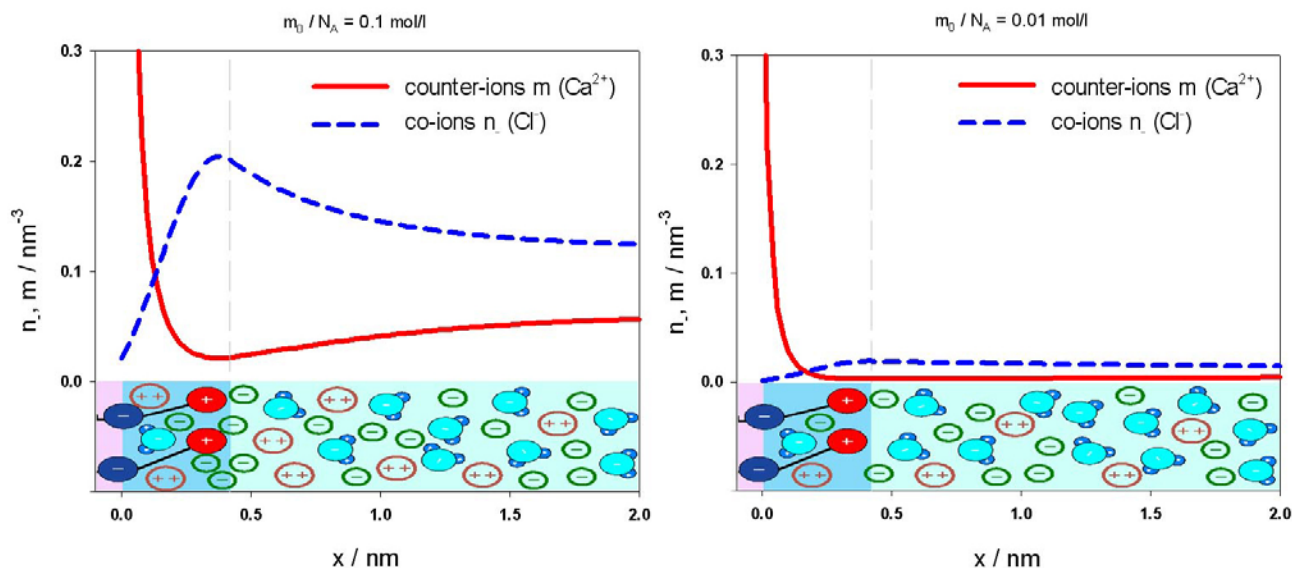 m₀ / N_A = 0.1 mol/l
0.3
0.2
0.1
0.0
n₋, m / nm⁻³
counter-ions m (Ca²⁺)
co-ions n₋ (Cl⁻)
0.0 0.5 1.0 1.5 2.0
x / nm
m₀ / N_A = 0.01 mol/l
0.3
0.2
0.1
0.0
n₋, m / nm⁻³
counter-ions m (Ca²⁺)
co-ions n₋ (Cl⁻)
0.0 0.5 1.0 1.5 2.0
x / nm